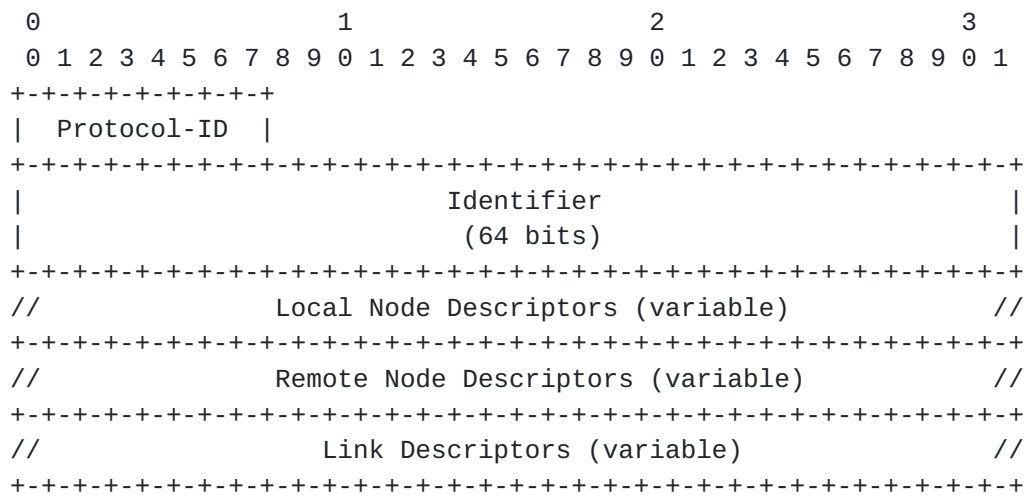 0                   1                   2                   3
 0 1 2 3 4 5 6 7 8 9 0 1 2 3 4 5 6 7 8 9 0 1 2 3 4 5 6 7 8 9 0 1
+-+-+-+-+-+-+-+-+
|  Protocol-ID  |
+-+-+-+-+-+-+-+-+-+-+-+-+-+-+-+-+-+-+-+-+-+-+-+-+-+-+-+-+-+-+-+-+
|                           Identifier                          |
|                            (64 bits)                          |
+-+-+-+-+-+-+-+-+-+-+-+-+-+-+-+-+-+-+-+-+-+-+-+-+-+-+-+-+-+-+-+-+
//               Local Node Descriptors (variable)             //
+-+-+-+-+-+-+-+-+-+-+-+-+-+-+-+-+-+-+-+-+-+-+-+-+-+-+-+-+-+-+-+-+
//               Remote Node Descriptors (variable)            //
+-+-+-+-+-+-+-+-+-+-+-+-+-+-+-+-+-+-+-+-+-+-+-+-+-+-+-+-+-+-+-+-+
//                  Link Descriptors (variable)                //
+-+-+-+-+-+-+-+-+-+-+-+-+-+-+-+-+-+-+-+-+-+-+-+-+-+-+-+-+-+-+-+-+